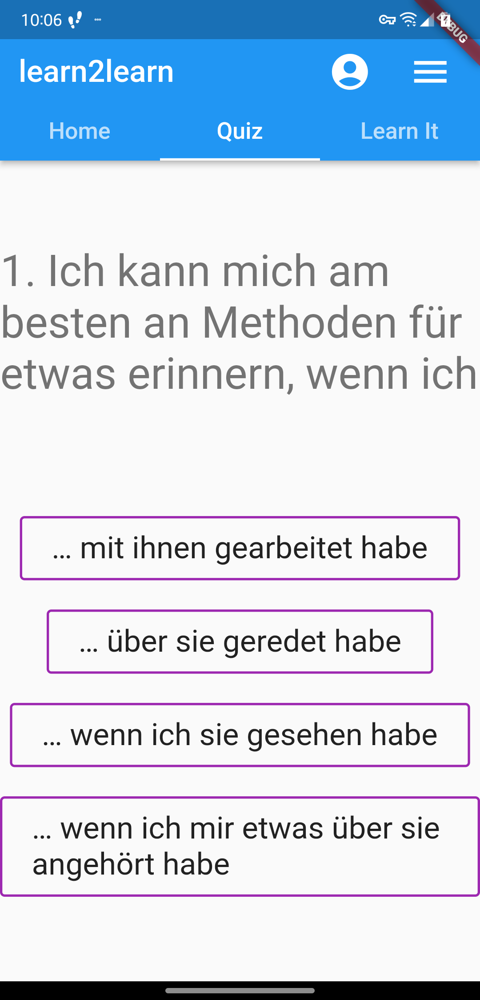 10:06
DEBUG
learn2learn
Home Quiz Learn It
1. Ich kann mich am
besten an Methoden für
etwas erinnern, wenn ich
... mit ihnen gearbeitet habe
... über sie geredet habe
... wenn ich sie gesehen habe
... wenn ich mir etwas über sie
angehört habe